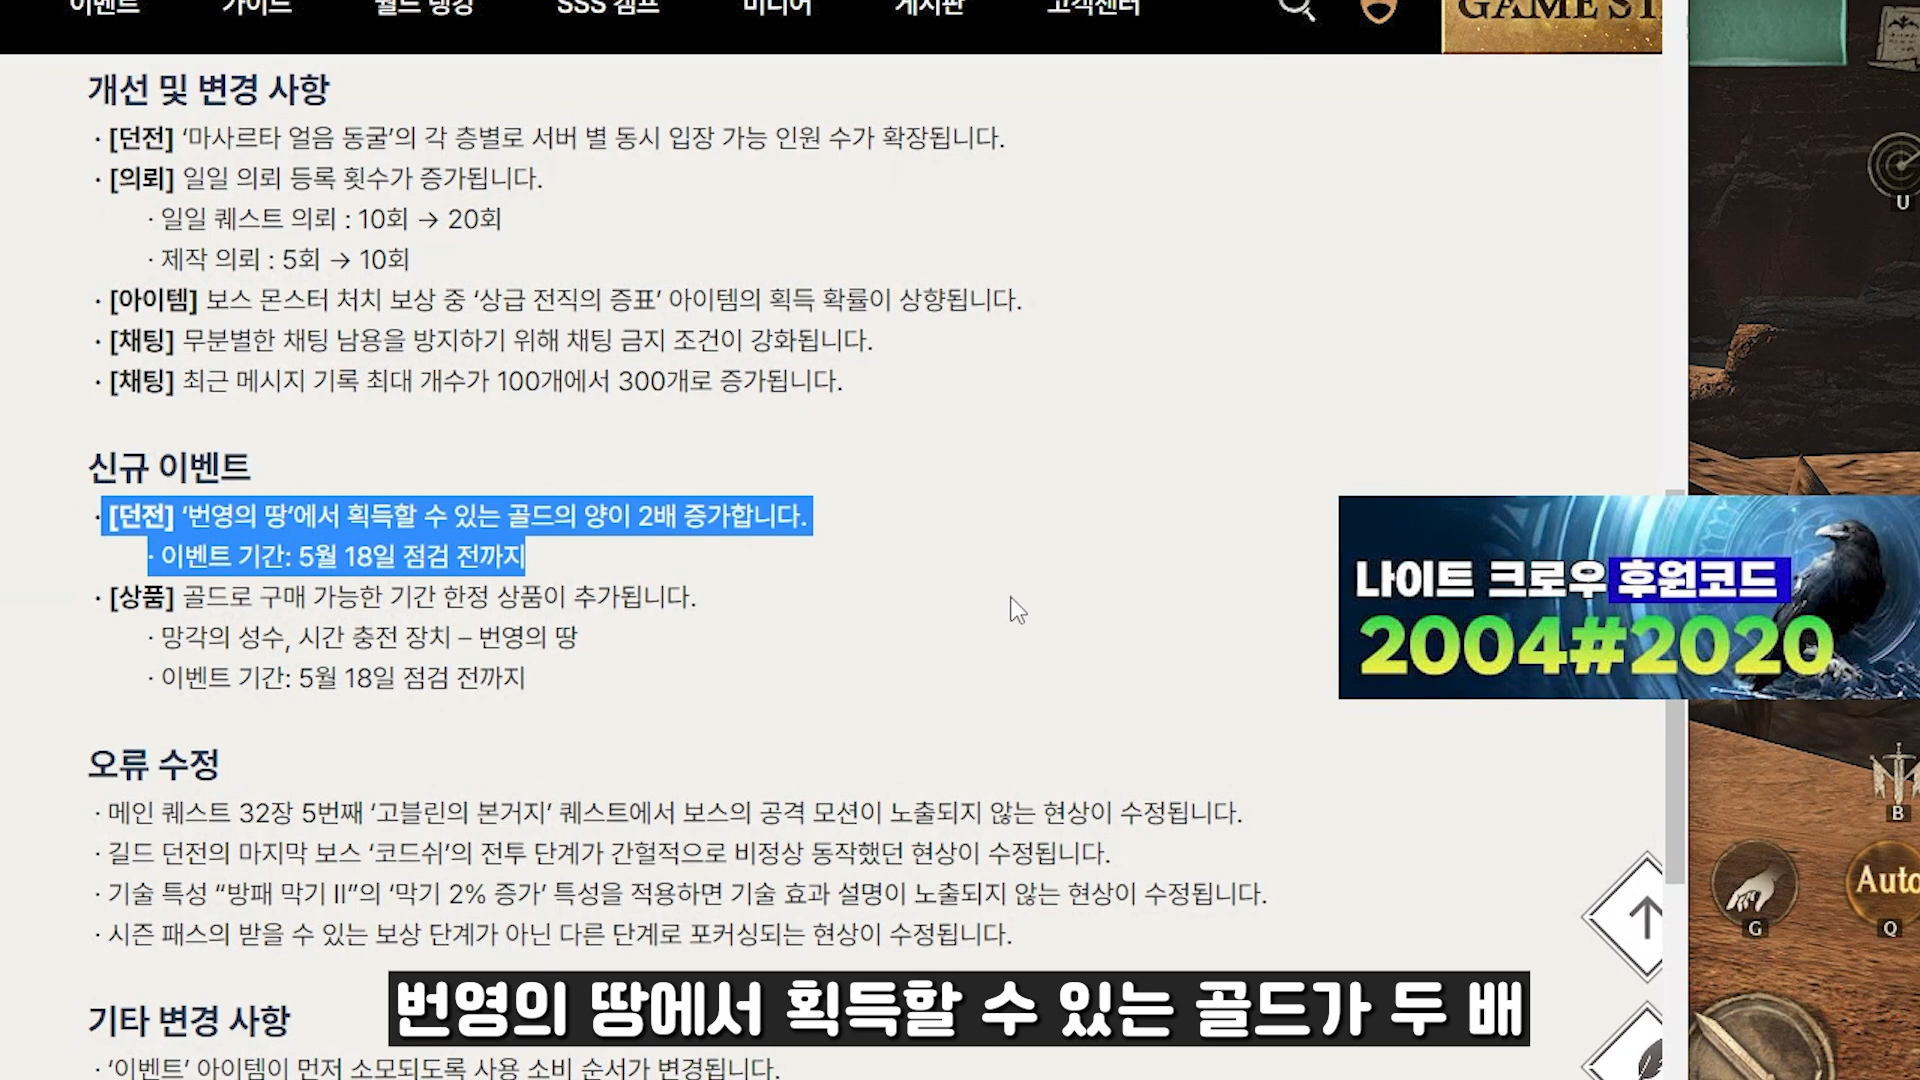 이벤트 가이드 월드 랭킹 SSS 캠프 미디어 게시판 고객센터
개선 및 변경 사항
· [던전] ‘마사르타 얼음 동굴’의 각 층별로 서버 별 동시 입장 가능 인원 수가 확장됩니다.
· [의뢰] 일일 의뢰 등록 횟수가 증가됩니다.
· 일일 퀘스트 의뢰 : 10회 → 20회
· 제작 의뢰 : 5회 → 10회
· [아이템] 보스 몬스터 처치 보상 중 ‘상급 전직의 증표’ 아이템의 획득 확률이 상향됩니다.
· [채팅] 무분별한 채팅 남용을 방지하기 위해 채팅 금지 조건이 강화됩니다.
· [채팅] 최근 메시지 기록 최대 개수가 100개에서 300개로 증가됩니다.
신규 이벤트
· [던전] ‘번영의 땅’에서 획득할 수 있는 골드의 양이 2배 증가합니다.
· 이벤트 기간: 5월 18일 점검 전까지
· [상품] 골드로 구매 가능한 기간 한정 상품이 추가됩니다.
· 망각의 성수, 시간 충전 장치 – 번영의 땅
· 이벤트 기간: 5월 18일 점검 전까지
오류 수정
· 메인 퀘스트 32장 5번째 ‘고블린의 본거지’ 퀘스트에서 보스의 공격 모션이 노출되지 않는 현상이 수정됩니다.
· 길드 던전의 마지막 보스 ‘코드쉬’의 전투 단계가 간헐적으로 비정상 동작했던 현상이 수정됩니다.
· 기술 특성 “방패 막기 II”의 ‘막기 2% 증가’ 특성을 적용하면 기술 효과 설명이 노출되지 않는 현상이 수정됩니다.
· 시즌 패스의 받을 수 있는 보상 단계가 아닌 다른 단계로 포커싱되는 현상이 수정됩니다.
기타 변경 사항
· ‘이벤트’ 아이템이 먼저 소모되도록 사용 소비 순서가 변경됩니다.
번영의 땅에서 획득할 수 있는 골드가 두 배
나이트 크로우 후원코드
2004#2020
U
B
Auto
G
Q